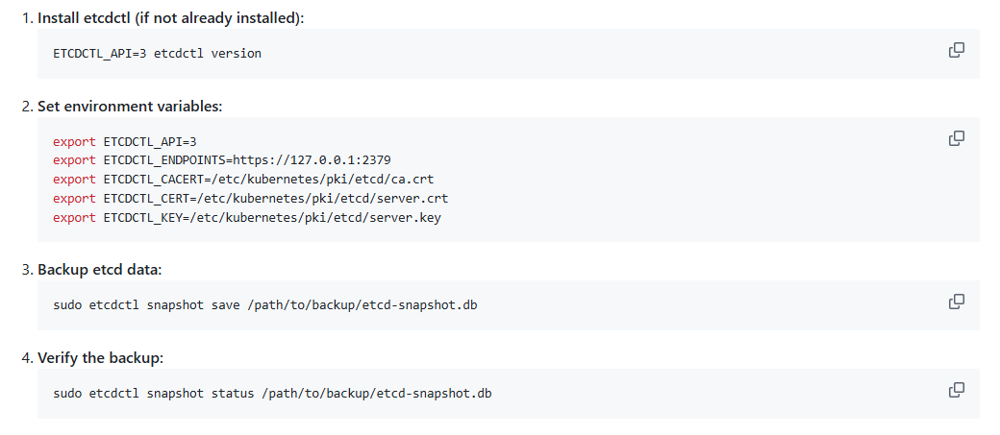 1. Install etcdctl (if not already installed):
ETCDCTL_API=3 etcdctl version
2. Set environment variables:
export ETCDCTL_API=3
export ETCDCTL_ENDPOINTS=https://127.0.0.1:2379
export ETCDCTL_CACERT=/etc/kubernetes/pki/etcd/ca.crt
export ETCDCTL_CERT=/etc/kubernetes/pki/etcd/server.crt
export ETCDCTL_KEY=/etc/kubernetes/pki/etcd/server.key
3. Backup etcd data:
sudo etcdctl snapshot save /path/to/backup/etcd-snapshot.db
4. Verify the backup:
sudo etcdctl snapshot status /path/to/backup/etcd-snapshot.db